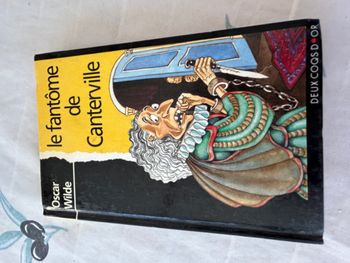 le fantôme
de
Canterville
Oscar
Wilde
DEUX COQS D'OR